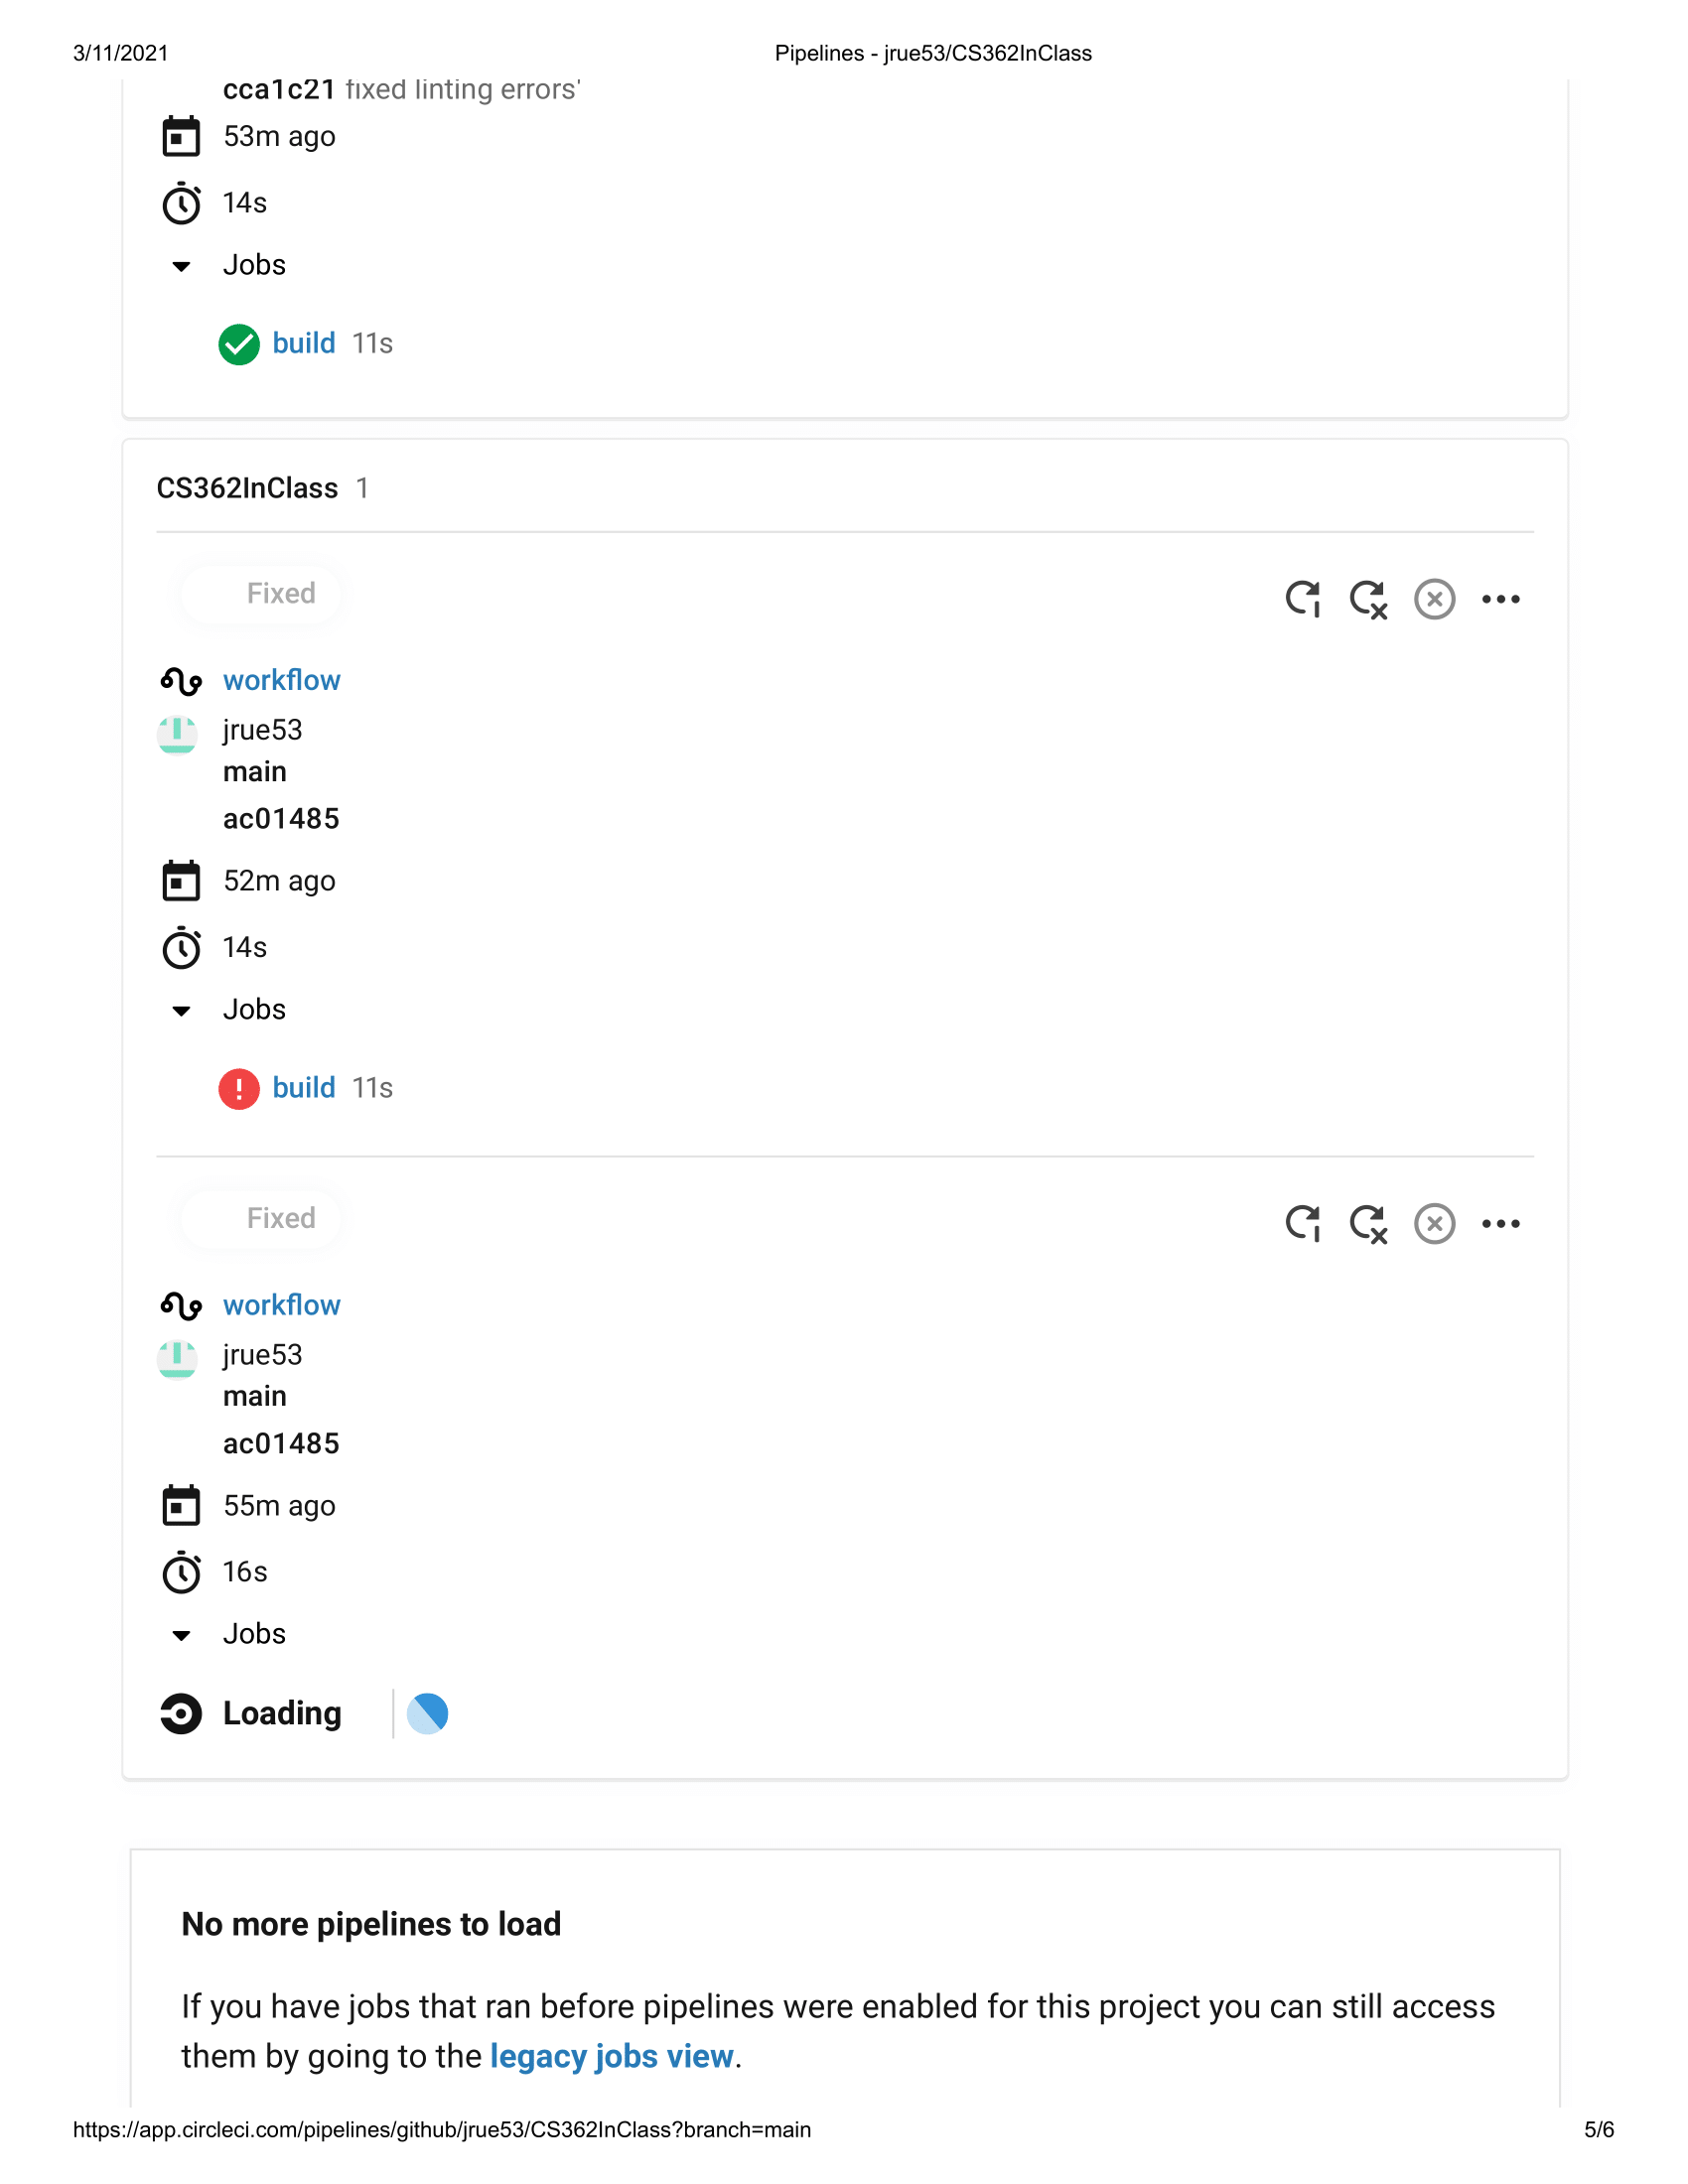 3/11/2021
Pipelines - jrue53/CS362InClass
cca1c21 fixed linting errors'
53m ago
14s
Jobs
build 11s
CS362InClass 1
Fixed
workflow
jrue53
main
ac01485
52m ago
14s
Jobs
build 11s
Fixed
workflow
jrue53
main
ac01485
55m ago
16s
Jobs
Loading
No more pipelines to load
If you have jobs that ran before pipelines were enabled for this project you can still access
them by going to the legacy jobs view.
https://app.circleci.com/pipelines/github/jrue53/CS362InClass?branch=main
5/6